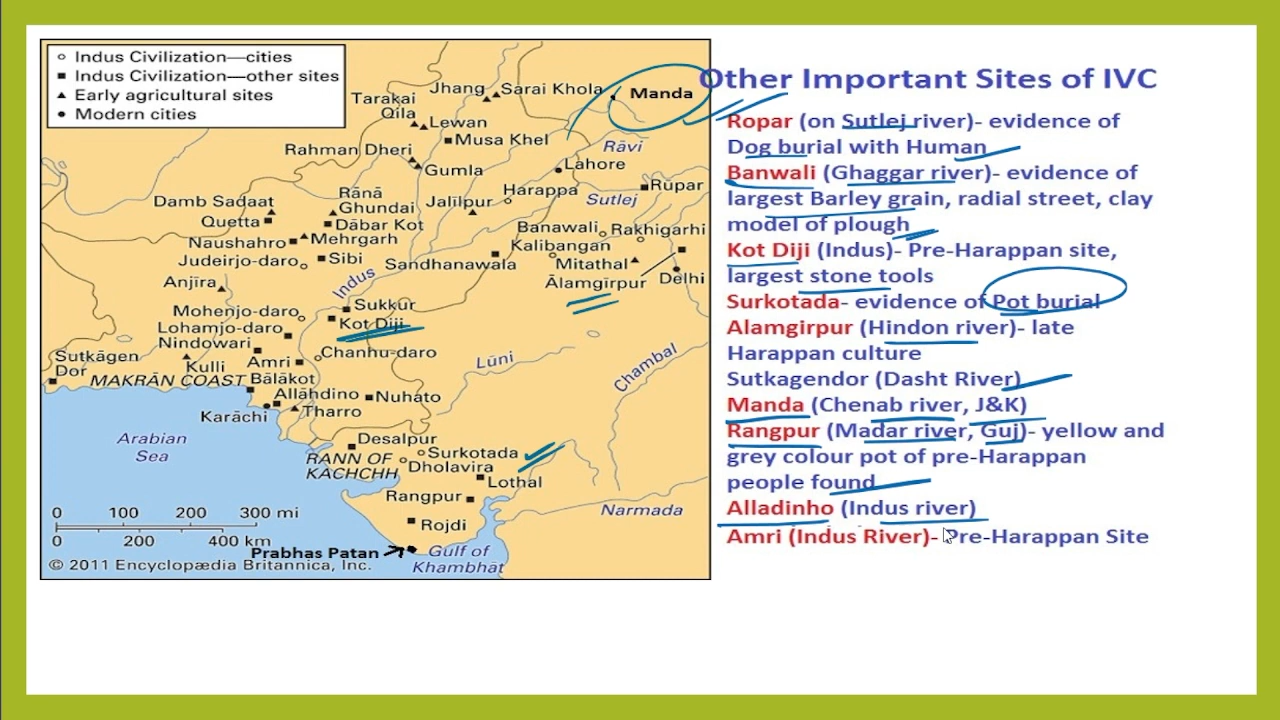 Indus Civilization—cities
Indus Civilization—other sites
Early agricultural sites
Modern cities
Jhang
Sarai Khola
Manda
Tarakai
Qila
Lewan
Musa Khel
Rāvi
Rahman Dheri
Gumla
Lahore
Rānā
Ghundai
Harappa
Rūpar
Damb Sadaat
Jalīlpur
Sutlej
Quetta
Dābar Kot
Banawali
Rakhigarhi
Naushahro
Mehrgarh
Kalibangan
Judeirjo-daro
Sibi
Sandhanawala
Mitathal
Anjīra
Indus
Ālamgīrpur
Delhi
Mohenjo-daro
Sukkur
Lohamjo-daro
Kot Diji
Nindowari
Sutkāgen
Dor
Kulli
Amri
Chanhu-daro
Lūni
Chambal
MAKRĀN COAST
Bālākot
Allāhdino
Nuhato
Karāchi
Tharro
Arabian
Sea
Desalpur
RANN OF
KACHCHH
Surkotada
Dholavira
Lothal
Rangpur
Narmada
Rojdi
0 100 200 300 mi
0 200 400 km
Prabhas Patan
Gulf of
Khambhāt
© 2011 Encyclopædia Britannica, Inc.
Other Important Sites of IVC
Ropar (on Sutlej river)- evidence of
Dog burial with Human
Banwali (Ghaggar river)- evidence of
largest Barley grain, radial street, clay
model of plough
Kot Diji (Indus)- Pre-Harappan site,
largest stone tools
Surkotada- evidence of Pot burial
Alamgirpur (Hindon river)- late
Harappan culture
Sutkagendor (Dasht River)
Manda (Chenab river, J&K)
Rangpur (Madar river, Guj)- yellow and
grey colour pot of pre-Harappan
people found
Alladinho (Indus river)
Amri (Indus River)- Pre-Harappan Site